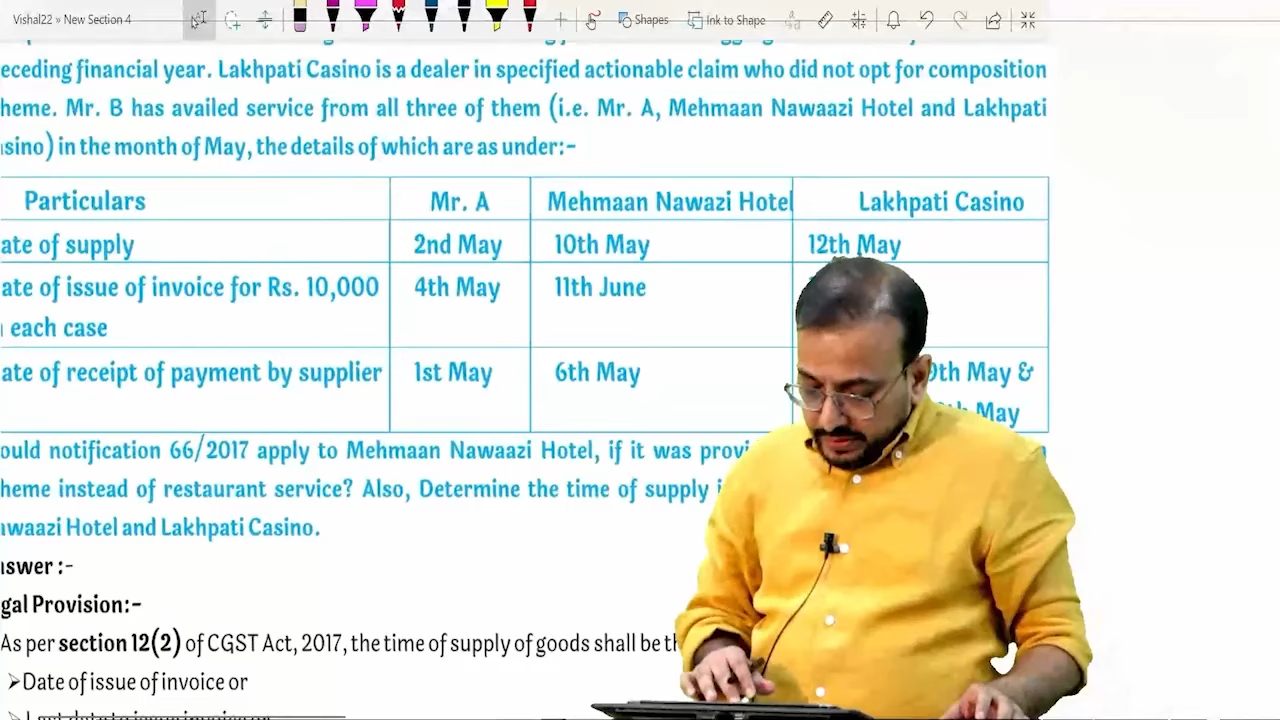 Vishal22 » New Section 4
Shapes
Ink to Shape
eceding financial year. Lakhpati Casino is a dealer in specified actionable claim who did not opt for composition
heme. Mr. B has availed service from all three of them (i.e. Mr. A, Mehmaan Nawaazi Hotel and Lakhpati
sino) in the month of May, the details of which are as under:-
Particulars Mr. A Mehmaan Nawazi Hotel Lakhpati Casino
ate of supply 2nd May 10th May 12th May
ate of issue of invoice for Rs. 10,000 4th May 11th June
each case
ate of receipt of payment by supplier 1st May 6th May th May &
May
ould notification 66/2017 apply to Mehmaan Nawaazi Hotel, if it was provi
heme instead of restaurant service? Also, Determine the time of supply i
waazi Hotel and Lakhpati Casino.
nswer :-
gal Provision:-
As per section 12(2) of CGST Act, 2017, the time of supply of goods shall be th
➢Date of issue of invoice or